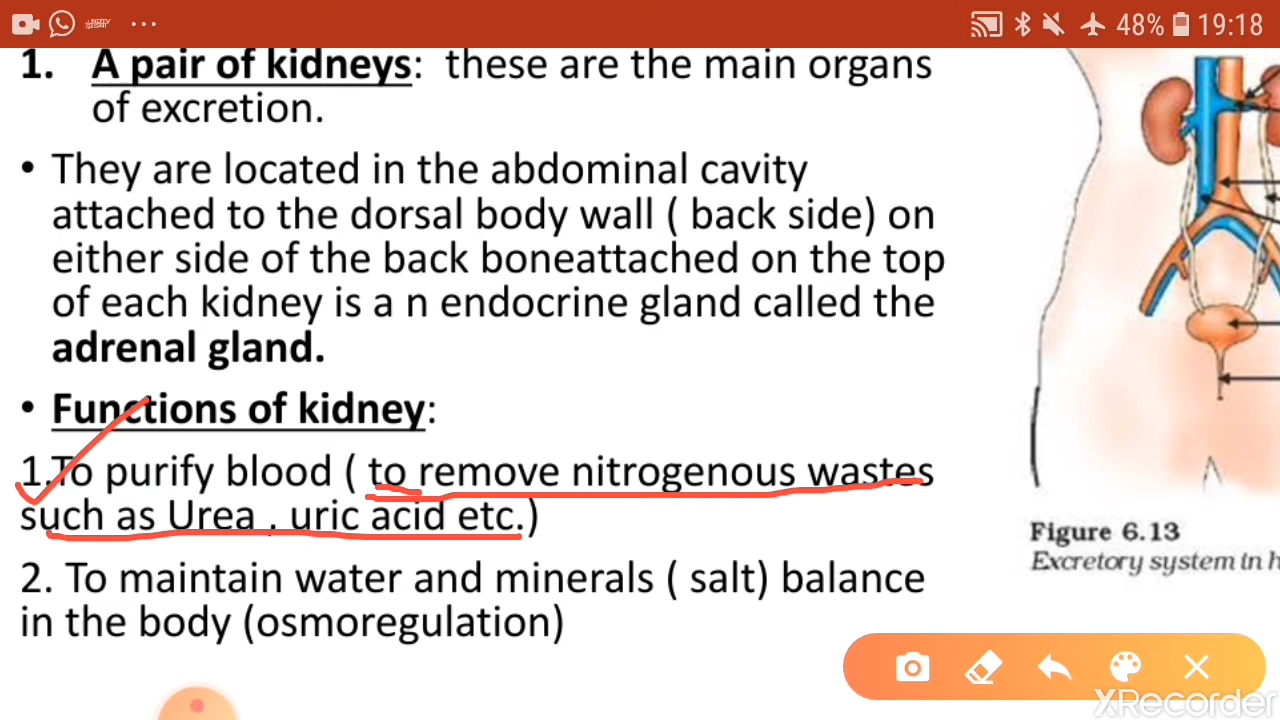 48% 19:18
1. A pair of kidneys: these are the main organs
of excretion.
• They are located in the abdominal cavity
attached to the dorsal body wall ( back side) on
either side of the back boneattached on the top
of each kidney is a n endocrine gland called the
adrenal gland.
• Functions of kidney:
1.To purify blood ( to remove nitrogenous wastes
such as Urea , uric acid etc.)
2. To maintain water and minerals ( salt) balance
in the body (osmoregulation)
Figure 6.13
Excretory system in h
XRecorder